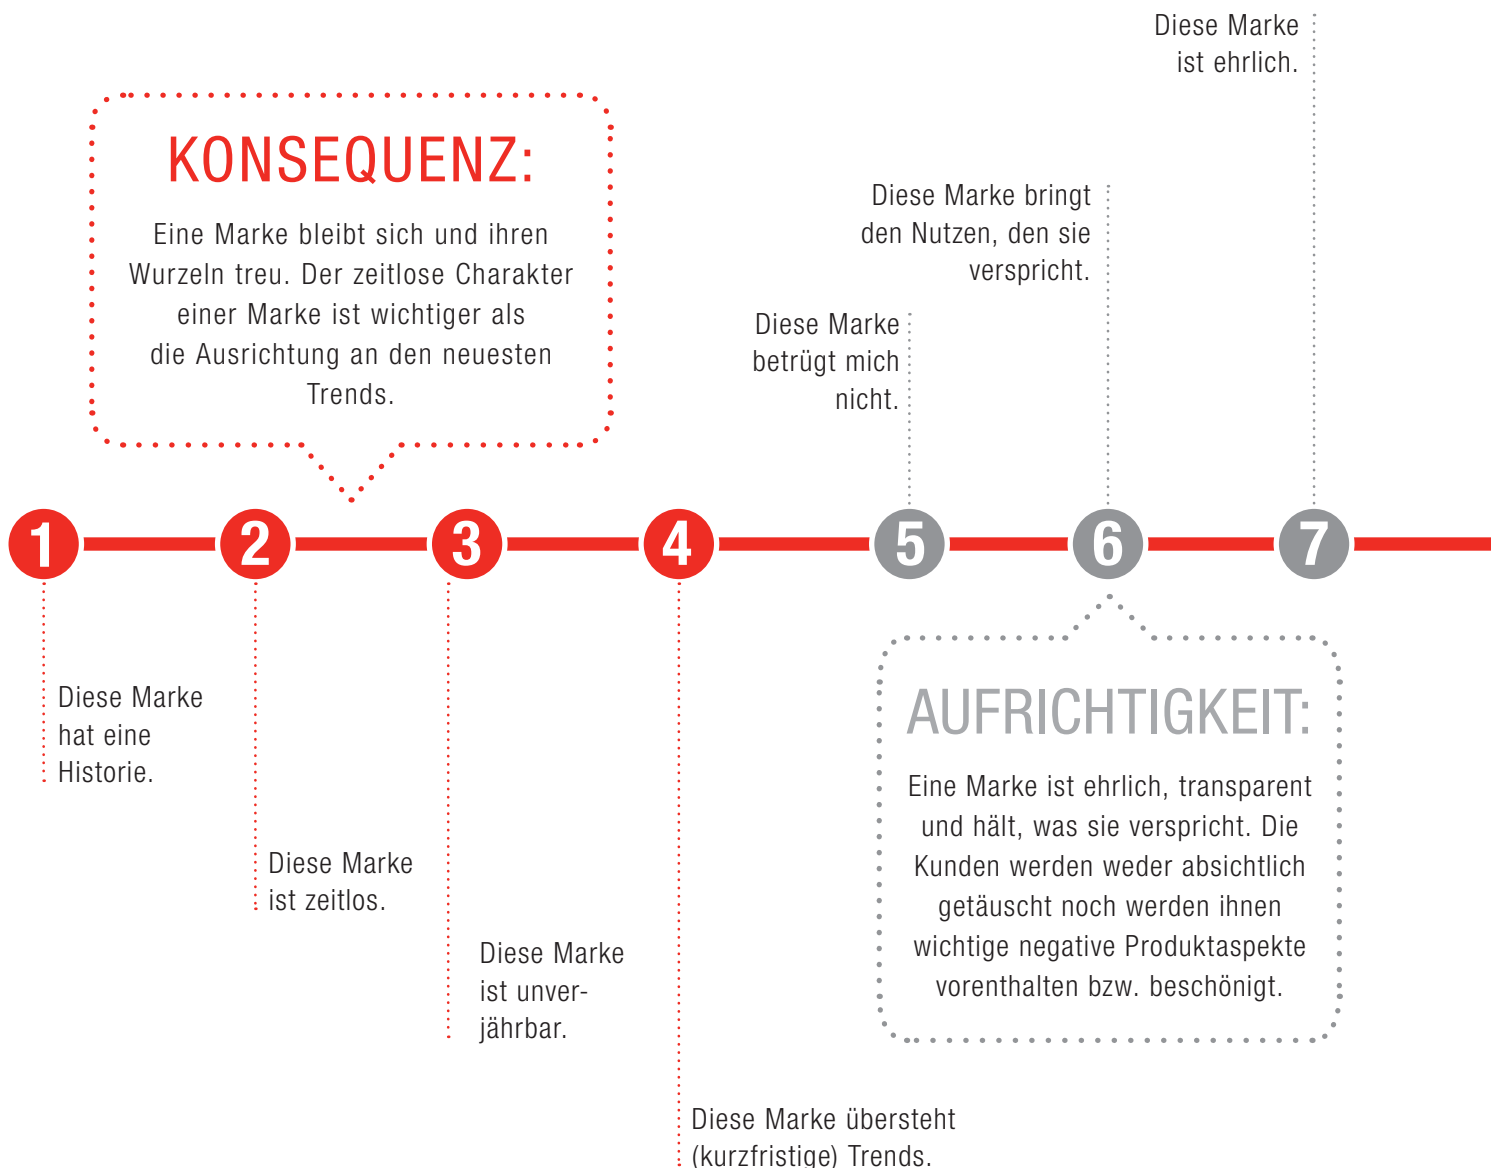 Diese Marke
ist ehrlich.
KONSEQUENZ:
Eine Marke bleibt sich und ihren
Wurzeln treu. Der zeitlose Charakter
einer Marke ist wichtiger als
die Ausrichtung an den neuesten
Trends.
Diese Marke bringt
den Nutzen, den sie
verspricht.
Diese Marke
betrügt mich
nicht.
1
2
3
4
5
6
7
Diese Marke
hat eine
Historie.
Diese Marke
ist zeitlos.
Diese Marke
ist unver-
jährbar.
Diese Marke übersteht
(kurzfristige) Trends.
AUFRICHTIGKEIT:
Eine Marke ist ehrlich, transparent
und hält, was sie verspricht. Die
Kunden werden weder absichtlich
getäuscht noch werden ihnen
wichtige negative Produktaspekte
vorenthalten bzw. beschönigt.